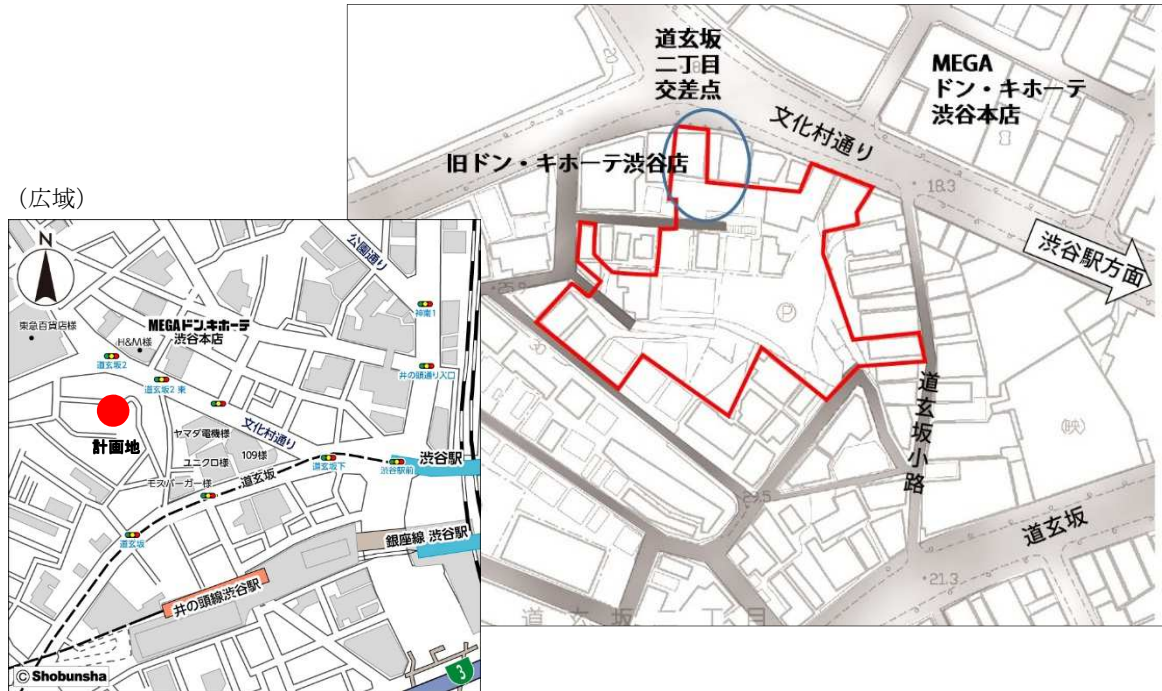 道玄坂
二丁目
交差点
MEGA
ドン・キホーテ
渋谷本店
文化村通り
旧ドン・キホーテ渋谷店
18.3
渋谷駅方面
25.9
30
Ⓟ
道玄坂小路
(映)
道玄坂
21.3
道玄坂二丁目
(広域)
N
公園通り
神南1
東急百貨店様
MEGAドン.キホーテ
渋谷本店
H&M様
道玄坂2
井の頭通り入口
道玄坂2 東
計画地
文化村通り
ヤマダ電機様
109様
ユニクロ様
道玄坂下
渋谷駅前
渋谷駅
モスバーガー様
道玄坂
道玄坂
銀座線 渋谷駅
井の頭線渋谷駅
© Shobunsha
3